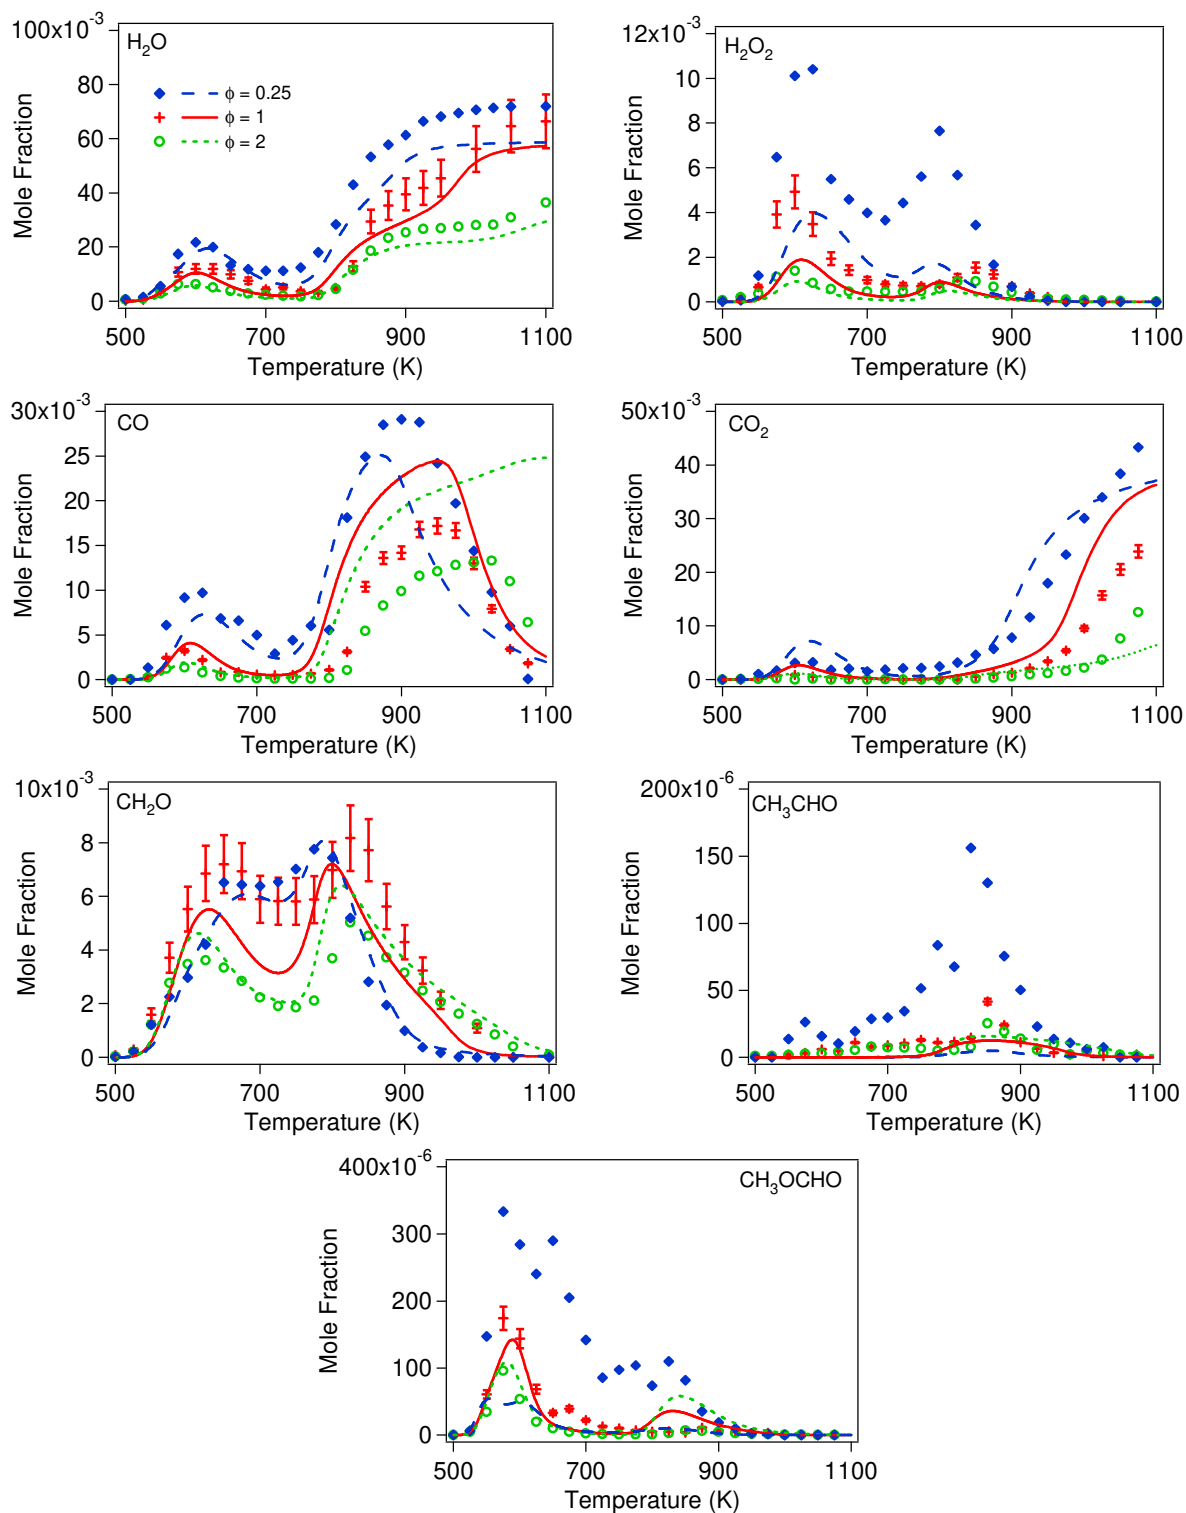 100x10⁻³
80
60
40
20
0
Mole Fraction
H₂O
ϕ = 0.25
ϕ = 1
ϕ = 2
500
700
900
1100
Temperature (K)
12x10⁻³
10
8
6
4
2
0
Mole Fraction
H₂O₂
500
700
900
1100
Temperature (K)
30x10⁻³
25
20
15
10
5
0
Mole Fraction
CO
500
700
900
1100
Temperature (K)
50x10⁻³
40
30
20
10
0
Mole Fraction
CO₂
500
700
900
1100
Temperature (K)
10x10⁻³
8
6
4
2
0
Mole Fraction
CH₂O
500
700
900
1100
Temperature (K)
200x10⁻⁶
150
100
50
0
Mole Fraction
CH₃CHO
500
700
900
1100
Temperature (K)
400x10⁻⁶
300
200
100
0
Mole Fraction
CH₃OCHO
500
700
900
1100
Temperature (K)